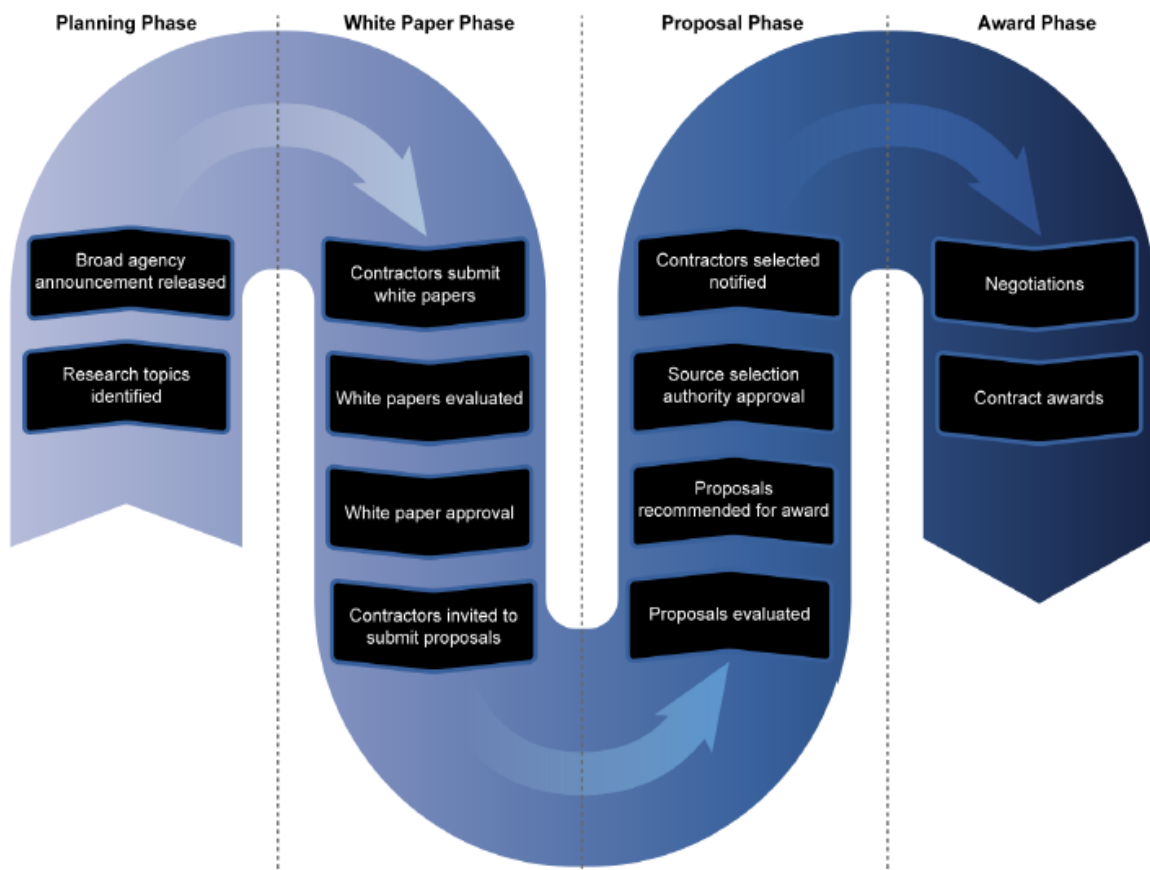 Planning Phase
White Paper Phase
Proposal Phase
Award Phase
Broad agency
announcement released
Research topics
identified
Contractors submit
white papers
White papers evaluated
White paper approval
Contractors invited to
submit proposals
Contractors selected
notified
Source selection
authority approval
Proposals
recommended for award
Proposals evaluated
Negotiations
Contract awards